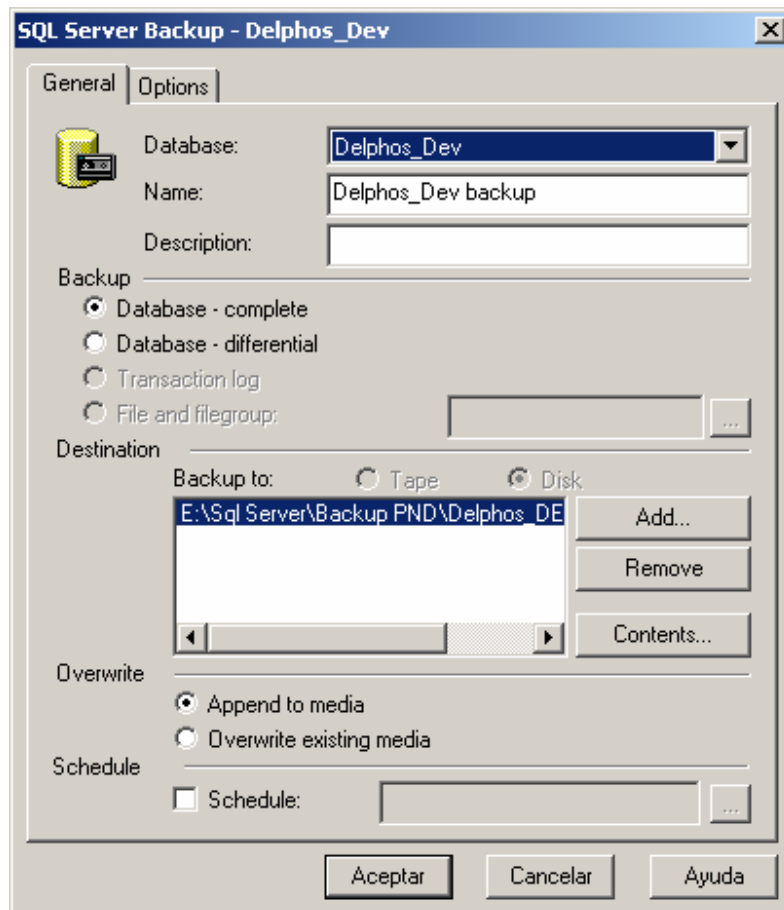 SQL Server Backup - Delphos_Dev
General Options
Database: Delphos_Dev
Name: Delphos_Dev backup
Description:
Backup
Database - complete
Database - differential
Transaction log
File and filegroup: ...
Destination
Backup to: Tape Disk
E:\Sql Server\Backup PND\Delphos_DE
Add...
Remove
Contents...
Overwrite
Append to media
Overwrite existing media
Schedule
Schedule: ...
Aceptar Cancelar Ayuda